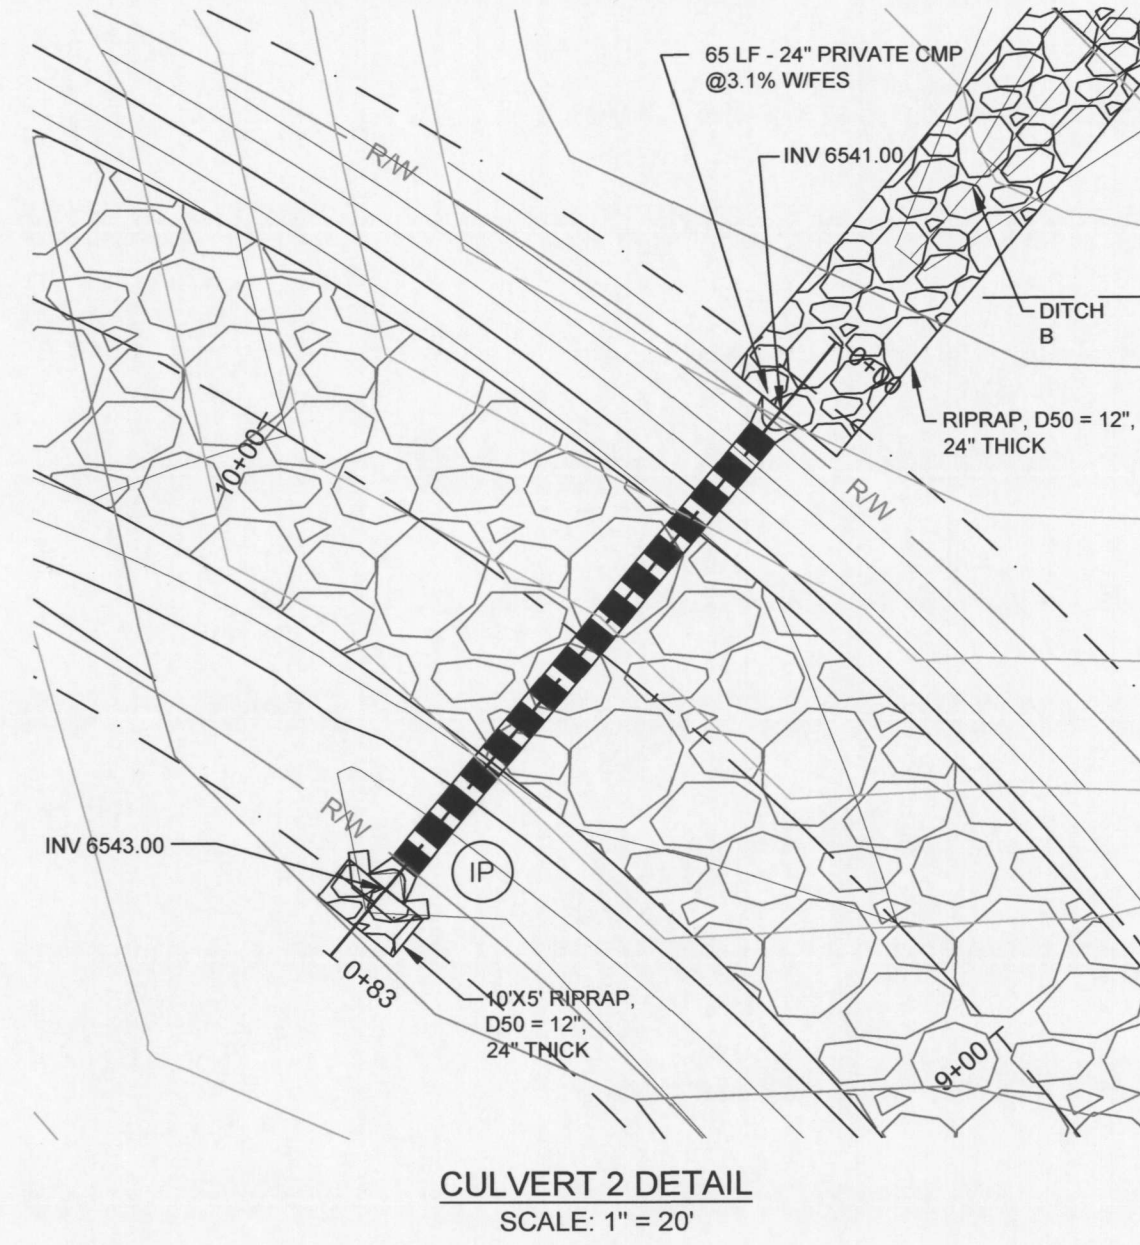 65 LF - 24" PRIVATE CMP
@3.1% W/FES
R/W
INV 6541.00
DITCH
B
0+00
RIPRAP, D50 = 12",
24" THICK
10+00
R/W
R/W
INV 6543.00
IP
0+83
10'X5' RIPRAP,
D50 = 12",
24" THICK
9+00
CULVERT 2 DETAIL
SCALE: 1" = 20'